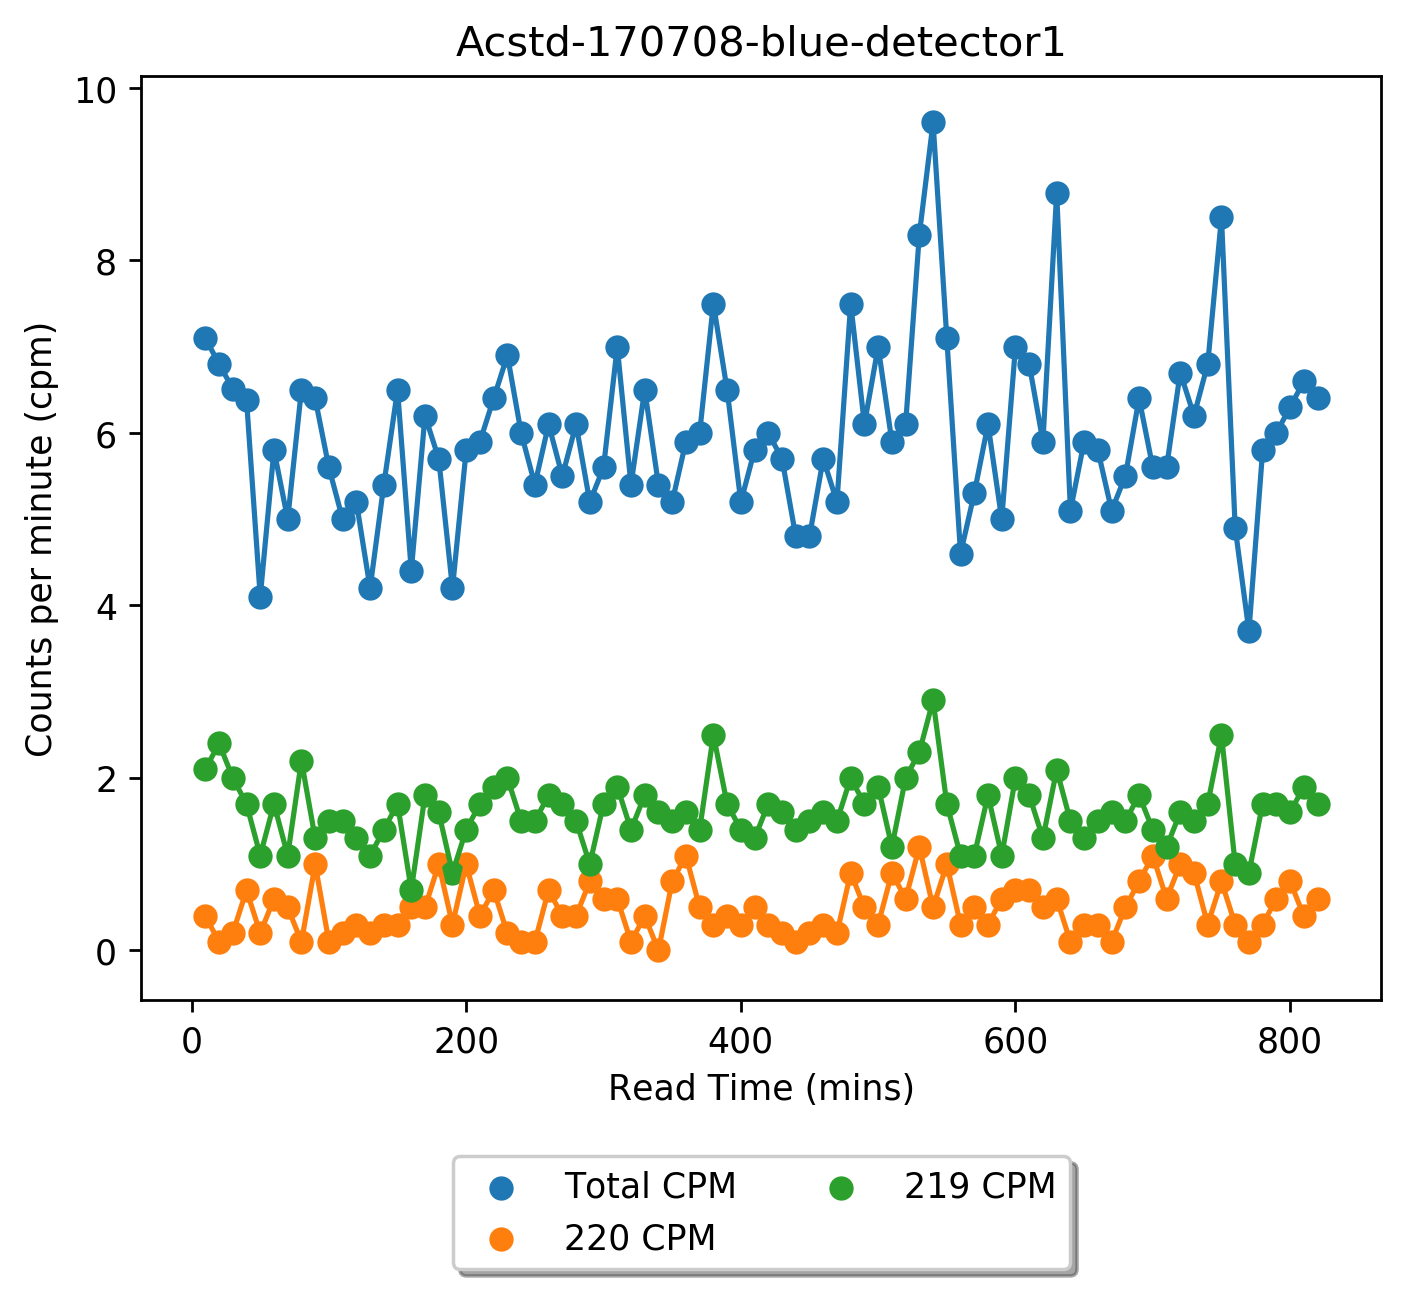 Acstd-170708-blue-detector1
10
8
6
4
2
0
Counts per minute (cpm)
0 200 400 600 800
Read Time (mins)
Total CPM 219 CPM
220 CPM